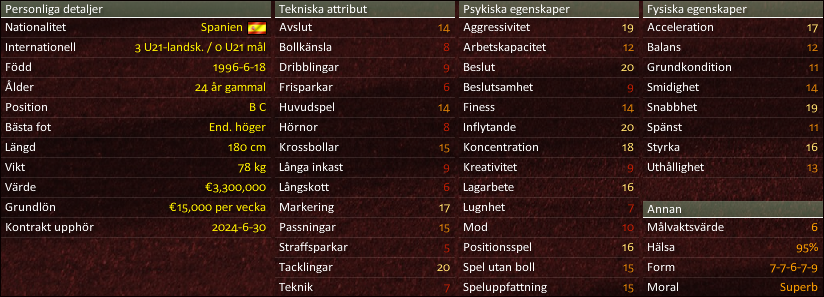 Personliga detaljer
Nationalitet Spanien
Internationell 3 U21-landsk. / 0 U21 mål
Född 1996-6-18
Ålder 24 år gammal
Position B C
Bästa fot End. höger
Längd 180 cm
Vikt 78 kg
Värde €3,300,000
Grundlön €15,000 per vecka
Kontrakt upphör 2024-6-30
Tekniska attribut
Avslut 14
Bollkänsla 8
Dribblingar 9
Frisparkar 6
Huvudspel 14
Hörnor 8
Krossbollar 15
Långa inkast 9
Långskott 6
Markering 17
Passningar 15
Straffsparkar 5
Tacklingar 20
Teknik 7
Psykiska egenskaper
Aggressivitet 19
Arbetskapacitet 12
Beslut 20
Beslutsamhet 9
Finess 14
Inflytande 20
Koncentration 18
Kreativitet 9
Lagarbete 16
Lugnhet 7
Mod 10
Positionsspel 16
Spel utan boll 15
Speluppfattning 15
Fysiska egenskaper
Acceleration 17
Balans 12
Grundkondition 11
Smidighet 14
Snabbhet 19
Spänst 11
Styrka 16
Uthållighet 13
Annan
Målvaktsvärde 6
Hälsa 95%
Form 7-7-6-7-9
Moral Superb